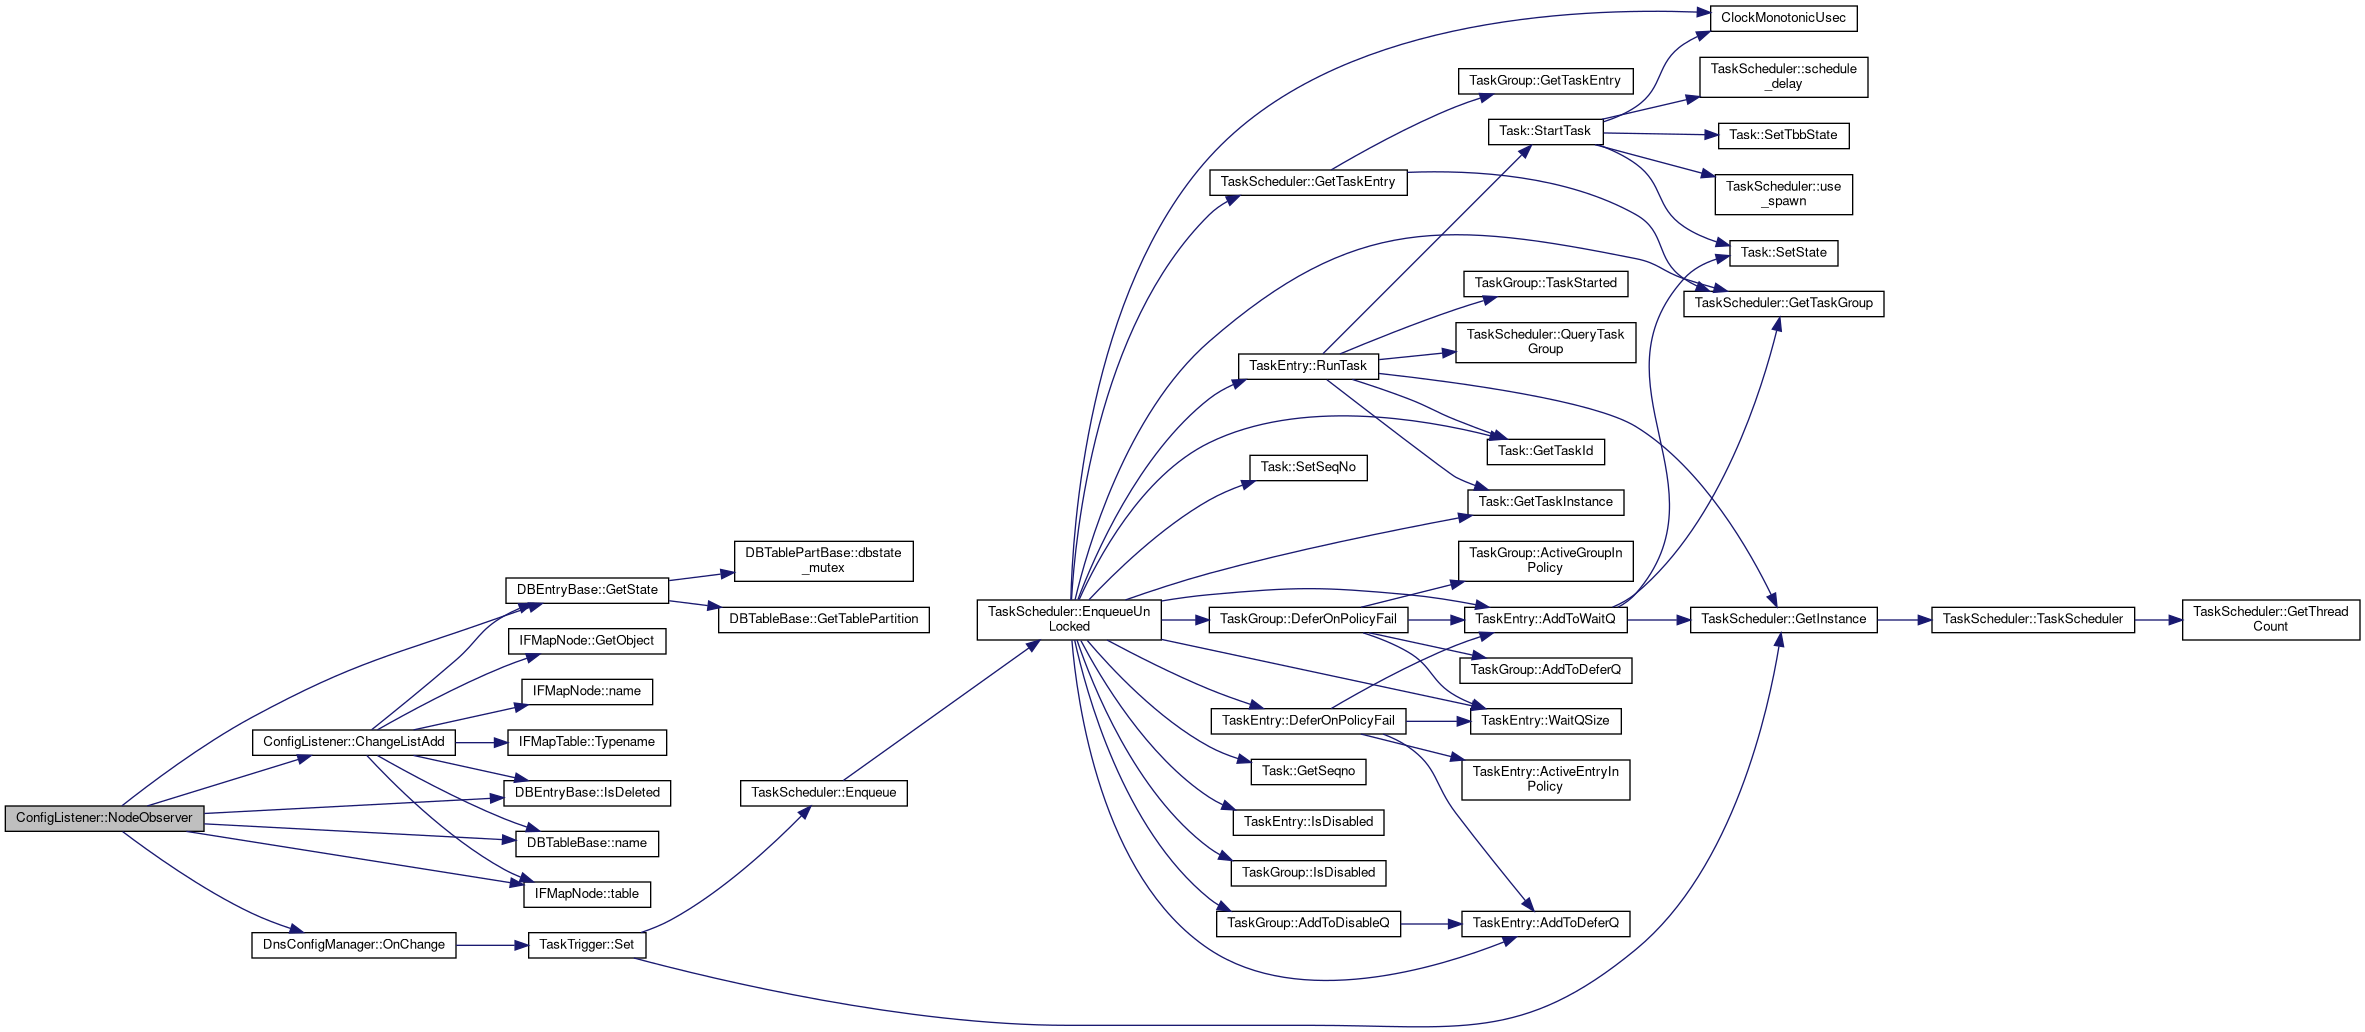 ClockMonotonicUsec
TaskScheduler::schedule
_delay
TaskGroup::GetTaskEntry
Task::StartTask
Task::SetTbbState
TaskScheduler::GetTaskEntry
TaskScheduler::use
_spawn
Task::SetState
TaskGroup::TaskStarted
TaskScheduler::GetTaskGroup
TaskScheduler::QueryTask
Group
TaskEntry::RunTask
Task::GetTaskId
Task::SetSeqNo
Task::GetTaskInstance
DBTablePartBase::dbstate
_mutex
TaskGroup::ActiveGroupIn
Policy
DBEntryBase::GetState
DBTableBase::GetTablePartition
TaskScheduler::EnqueueUn
Locked
TaskGroup::DeferOnPolicyFail
TaskEntry::AddToWaitQ
TaskScheduler::GetInstance
TaskScheduler::TaskScheduler
TaskScheduler::GetThread
Count
IFMapNode::GetObject
TaskGroup::AddToDeferQ
IFMapNode::name
TaskEntry::DeferOnPolicyFail
TaskEntry::WaitQSize
ConfigListener::ChangeListAdd
IFMapTable::Typename
Task::GetSeqno
TaskEntry::ActiveEntryIn
Policy
DBEntryBase::IsDeleted
TaskScheduler::Enqueue
ConfigListener::NodeObserver
TaskEntry::IsDisabled
DBTableBase::name
TaskGroup::IsDisabled
IFMapNode::table
TaskGroup::AddToDisableQ
TaskEntry::AddToDeferQ
DnsConfigManager::OnChange
TaskTrigger::Set